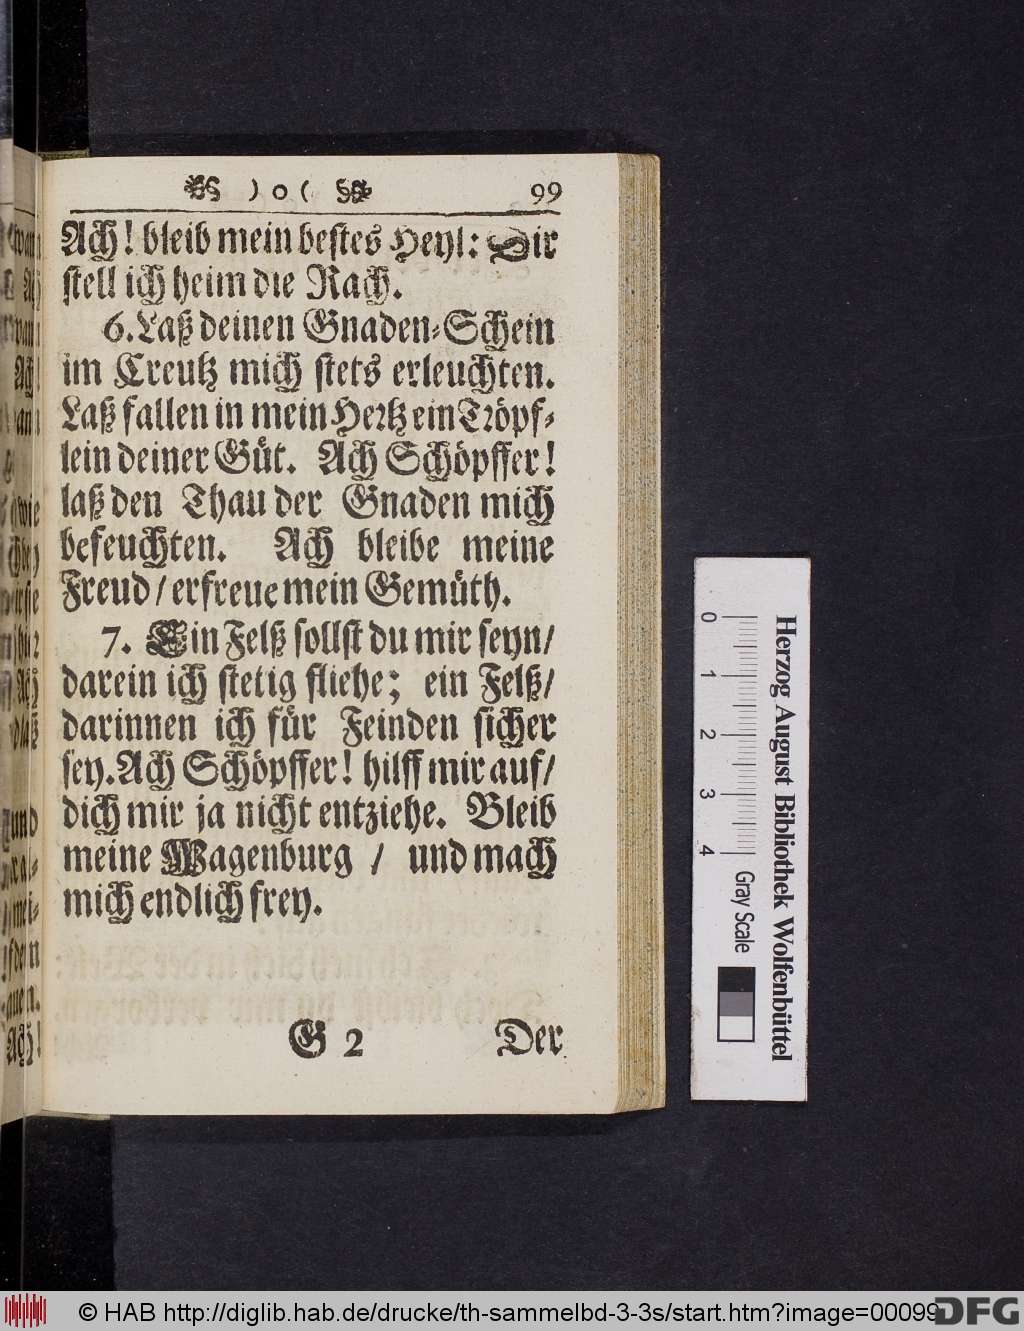 ) o ( 99
Ach! bleib mein bestes Heyl: Dir
stell ich heim die Rach.
6. Laß deinen Gnaden-Schein
im Creutz mich stets erleuchten.
Laß fallen in mein Hertz ein Tröpf-
lein deiner Güt. Ach Schöpffer!
laß den Thau der Gnaden mich
befeuchten. Ach bleibe meine
Freud / erfreue mein Gemüth.
7. Ein Felß sollst du mir seyn /
darein ich stetig fliehe; ein Felß /
darinnen ich für Feinden sicher
sey. Ach Schöpffer! hilff mir auf /
dich mir ja nicht entziehe. Bleib
meine Wagenburg / und mach
mich endlich frey.
G 2 Der
Herzog August Bibliothek Wolfenbüttel
0 1 2 3 4 Gray Scale
© HAB http://diglib.hab.de/drucke/th-sammelbd-3-3s/start.htm?image=00099
DFG